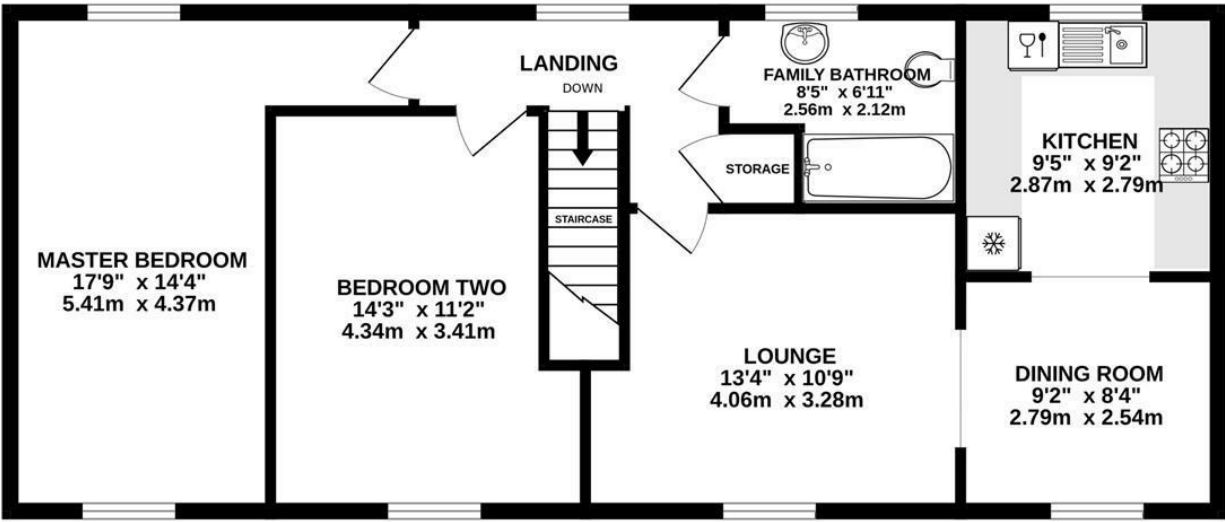 LANDING
DOWN
FAMILY BATHROOM
8'5" x 6'11"
2.56m x 2.12m
KITCHEN
9'5" x 9'2"
2.87m x 2.79m
STORAGE
STAIRCASE
MASTER BEDROOM
17'9" x 14'4"
5.41m x 4.37m
BEDROOM TWO
14'3" x 11'2"
4.34m x 3.41m
LOUNGE
13'4" x 10'9"
4.06m x 3.28m
DINING ROOM
9'2" x 8'4"
2.79m x 2.54m